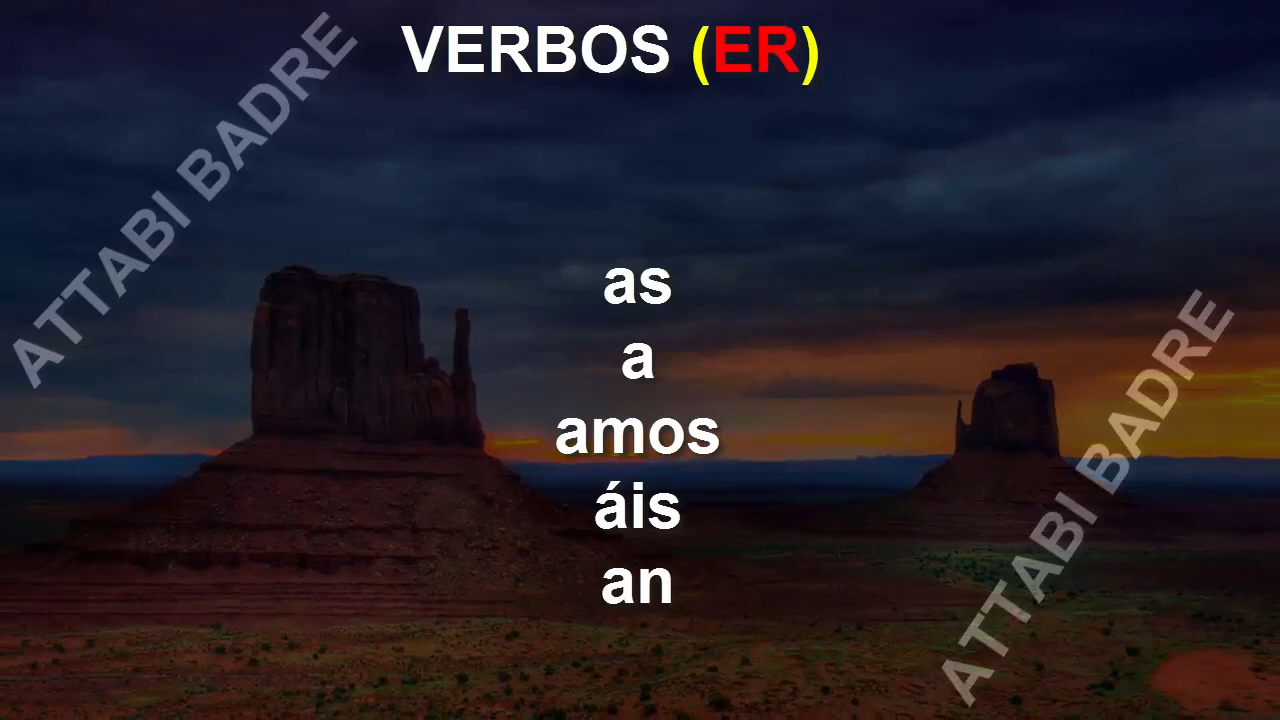 VERBOS (ER)
ATTABI BADRE
as
a
amos
áis
an
ATTABI BADRE